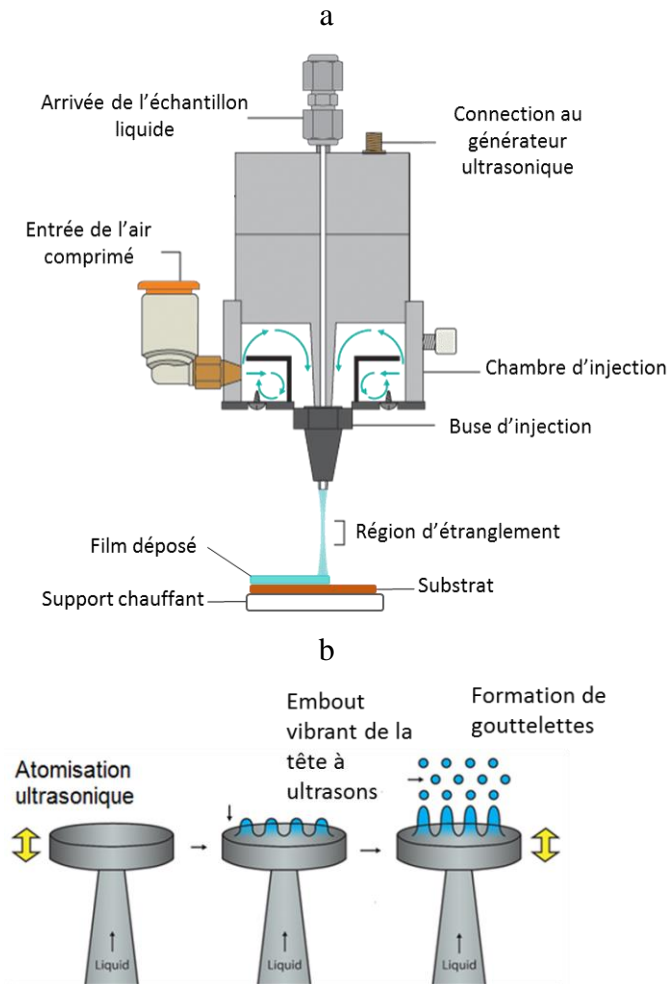 a
Arrivée de l'échantillon
liquide
Connection au
générateur
ultrasonique
Entrée de l'air
comprimé
Chambre d'injection
Buse d'injection
Région d'étranglement
Film déposé
Substrat
Support chauffant
b
Embout
vibrant de la
tête à
ultrasons
Formation de
gouttelettes
Atomisation
ultrasonique
Liquid
Liquid
Liquid